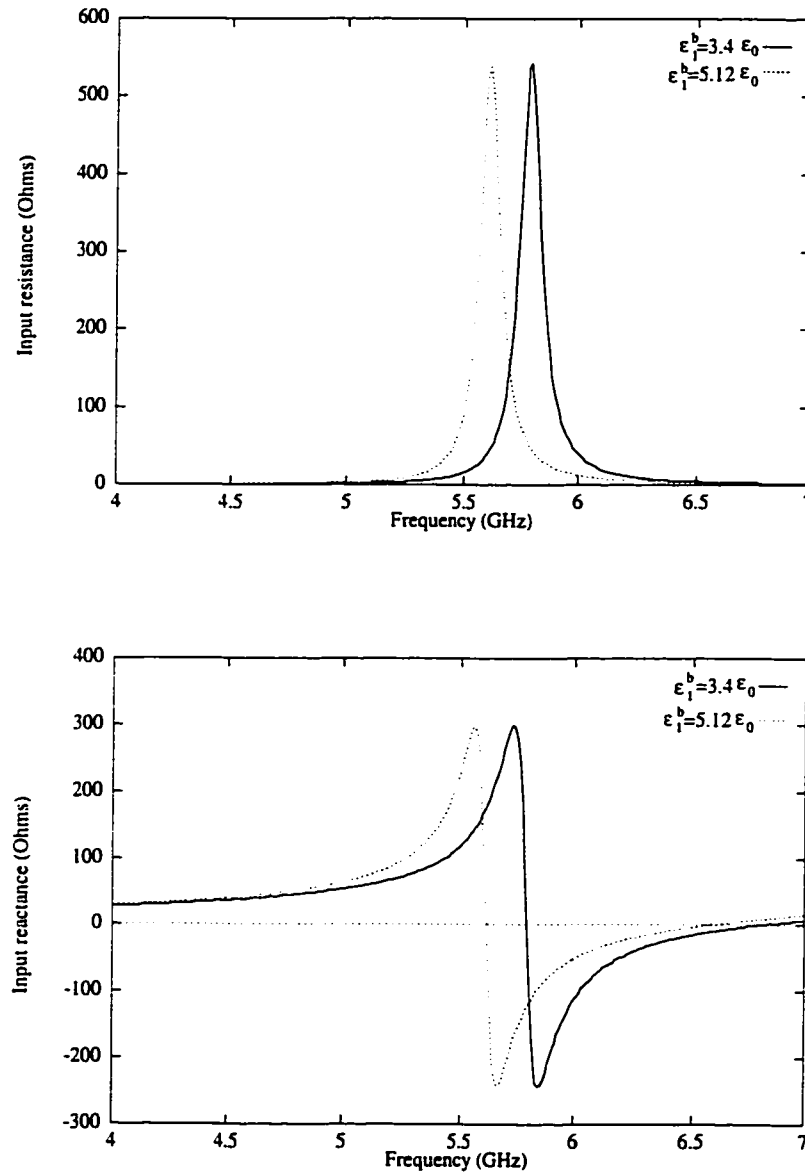 600
500
400
300
200
100
0
Input resistance (Ohms)
ε₁ᵇ=3.4 ε₀
ε₁ᵇ=5.12 ε₀
4 4.5 5 5.5 6 6.5 7
Frequency (GHz)
400
300
200
100
0
-100
-200
-300
Input reactance (Ohms)
ε₁ᵇ=3.4 ε₀
ε₁ᵇ=5.12 ε₀
4 4.5 5 5.5 6 6.5 7
Frequency (GHz)